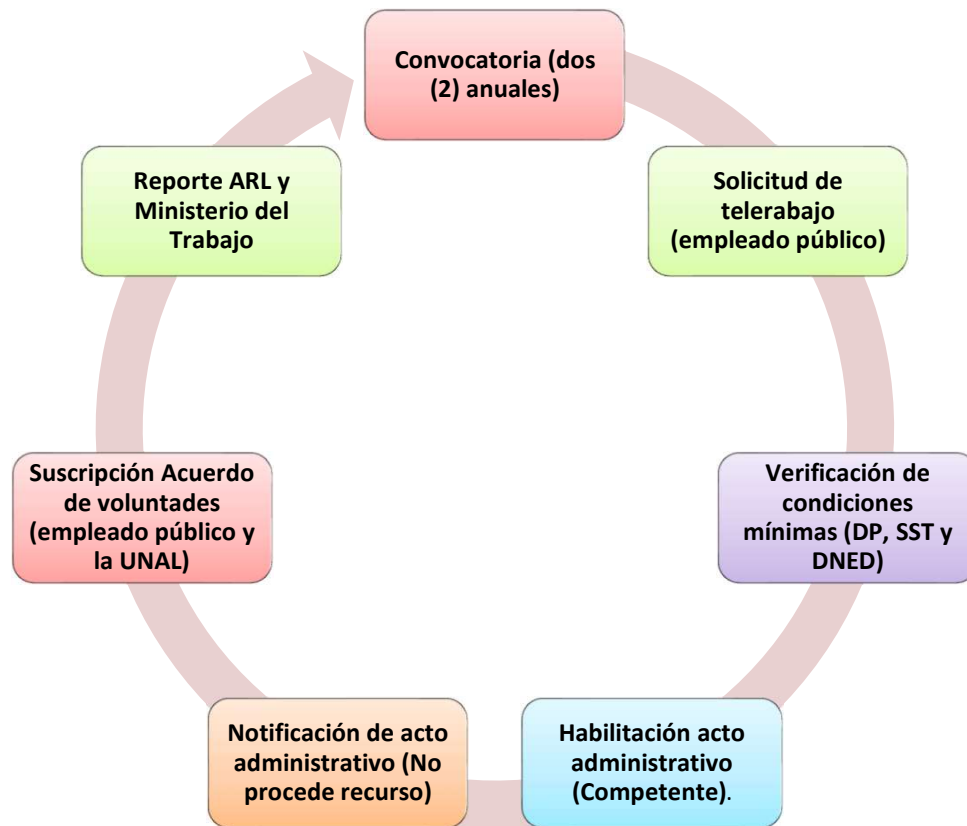 Convocatoria (dos
(2) anuales)
Solicitud de
telerabajo
(empleado público)
Verificación de
condiciones
mínimas (DP, SST y
DNED)
Habilitación acto
administrativo
(Competente).
Notificación de acto
administrativo (No
procede recurso)
Suscripción Acuerdo
de voluntades
(empleado público y
la UNAL)
Reporte ARL y
Ministerio del
Trabajo